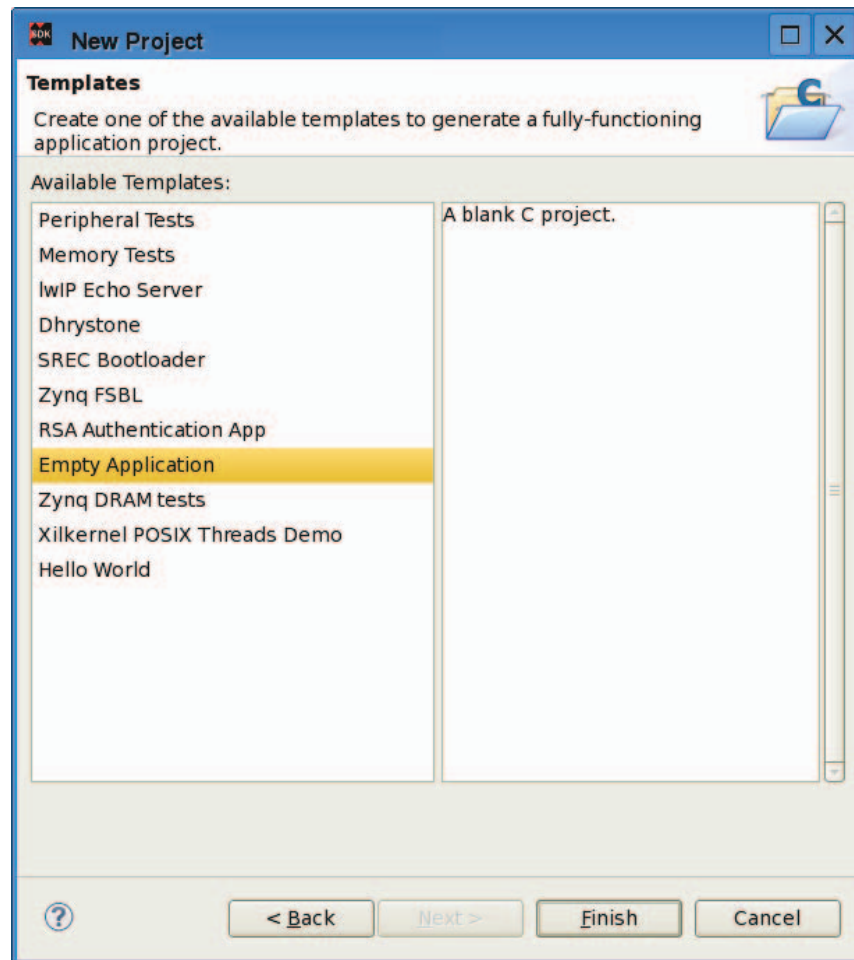 SDK
New Project
Templates
Create one of the available templates to generate a fully-functioning
application project.
C
Available Templates:
Peripheral Tests
Memory Tests
lwIP Echo Server
Dhrystone
SREC Bootloader
Zynq FSBL
RSA Authentication App
Empty Application
Zynq DRAM tests
Xilkernel POSIX Threads Demo
Hello World
A blank C project.
?
< Back
Next >
Finish
Cancel